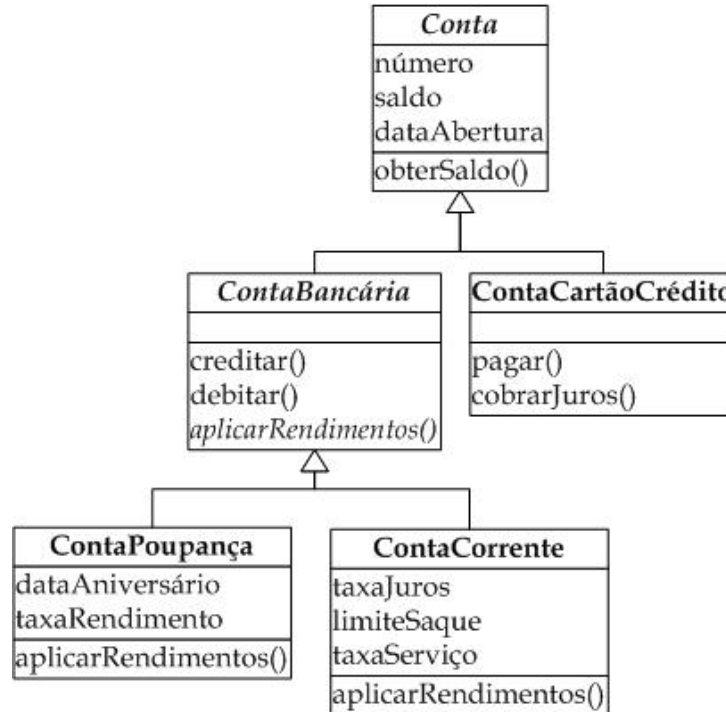 Conta
número
saldo
dataAbertura
obterSaldo()
ContaBancária
creditar()
debitar()
aplicarRendimentos()
ContaCartãoCrédito
pagar()
cobrarJuros()
ContaPoupança
dataAniversário
taxaRendimento
aplicarRendimentos()
ContaCorrente
taxaJuros
limiteSaque
taxaServiço
aplicarRendimentos()